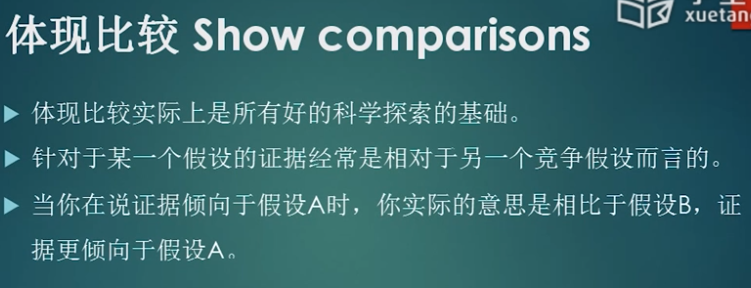 体现比较 Show comparisons
体现比较实际上是所有好的科学探索的基础。
针对于某一个假设的证据经常是相对于另一个竞争假设而言的。
当你在说证据倾向于假设A时，你实际的意思是相比于假设B，证
据更倾向于假设A。